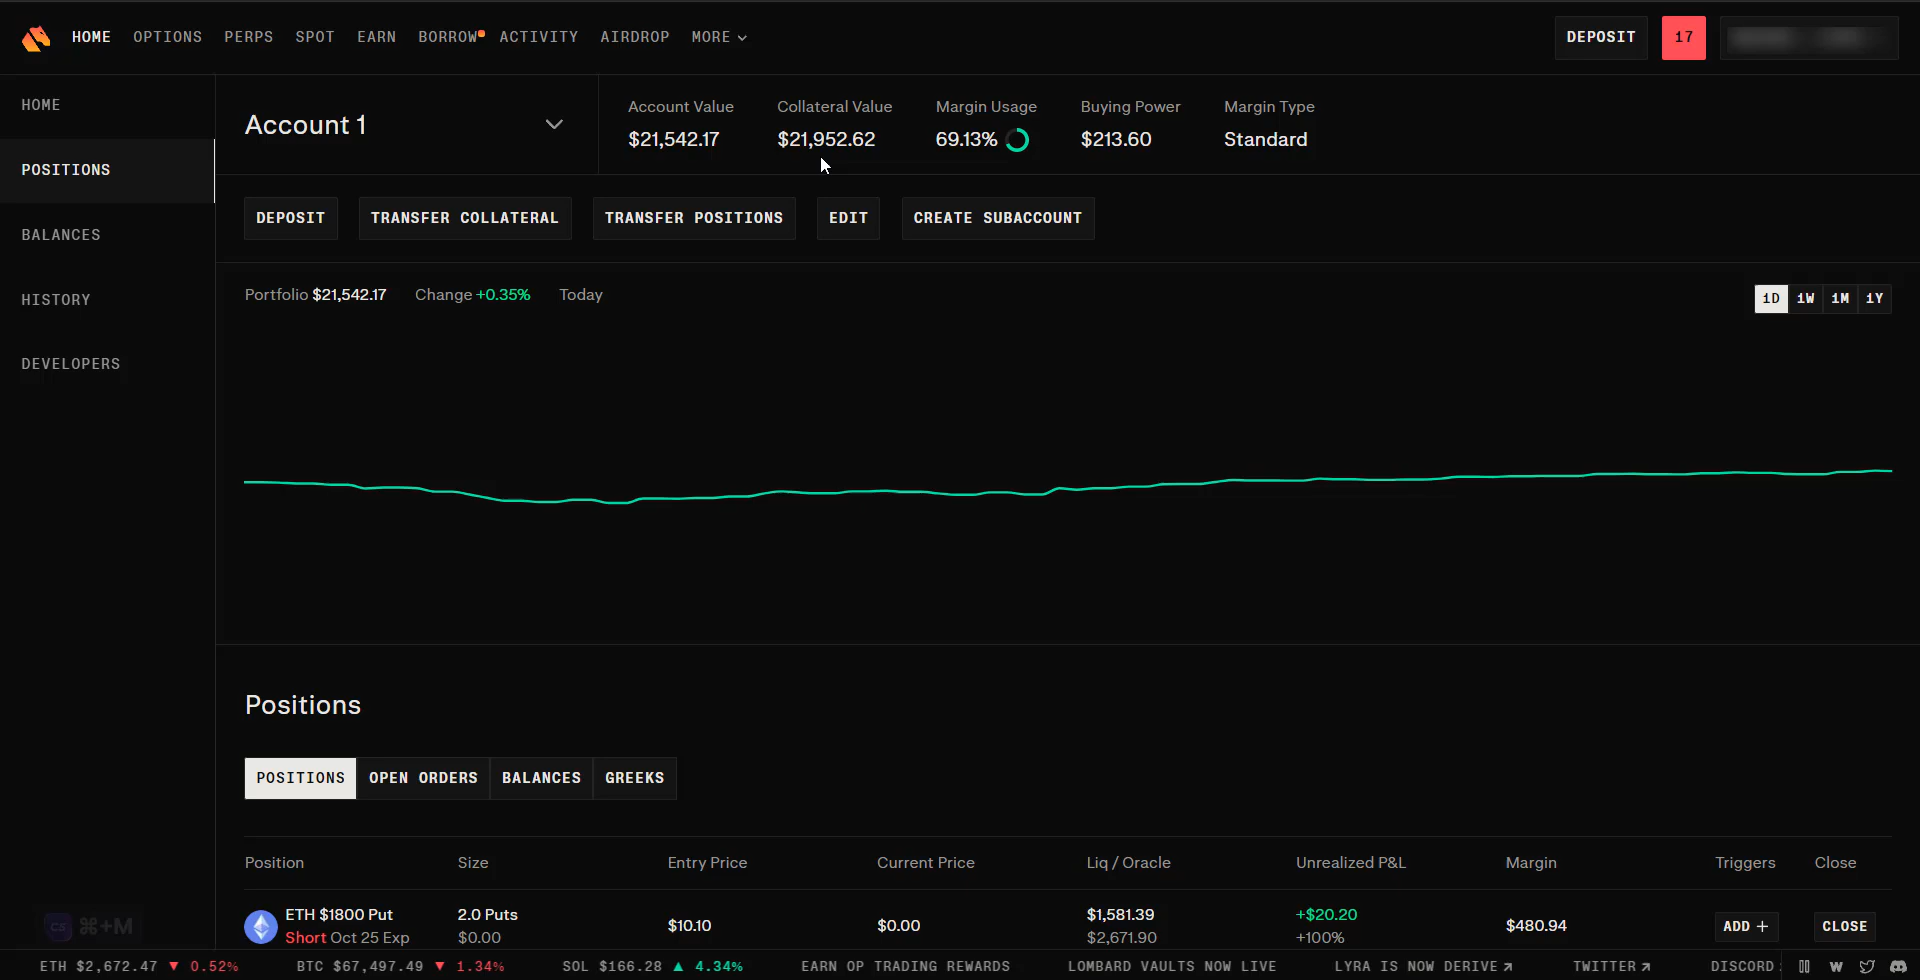 HOME OPTIONS PERPS SPOT EARN BORROW ACTIVITY AIRDROP MORE DEPOSIT 17
HOME
POSITIONS
BALANCES
HISTORY
DEVELOPERS
Account 1
Account Value Collateral Value Margin Usage Buying Power Margin Type
$21,542.17 $21,952.62 69.13% $213.60 Standard
DEPOSIT TRANSFER COLLATERAL TRANSFER POSITIONS EDIT CREATE SUBACCOUNT
Portfolio $21,542.17 Change +0.35% Today 1D 1W 1M 1Y
Positions
POSITIONS OPEN ORDERS BALANCES GREEKS
Position Size Entry Price Current Price Liq / Oracle Unrealized P&L Margin Triggers Close
ETH $1800 Put 2.0 Puts $10.10 $0.00 $1,581.39 +$20.20 $480.94 ADD + CLOSE
Short Oct 25 Exp $0.00 $2,671.90 +100%
CS ⌘+M
ETH $2,672.47 ▼ 0.52% BTC $67,497.49 ▼ 1.34% SOL $166.28 ▲ 4.34% EARN OP TRADING REWARDS LOMBARD VAULTS NOW LIVE LYRA IS NOW DERIVE TWITTER DISCORD